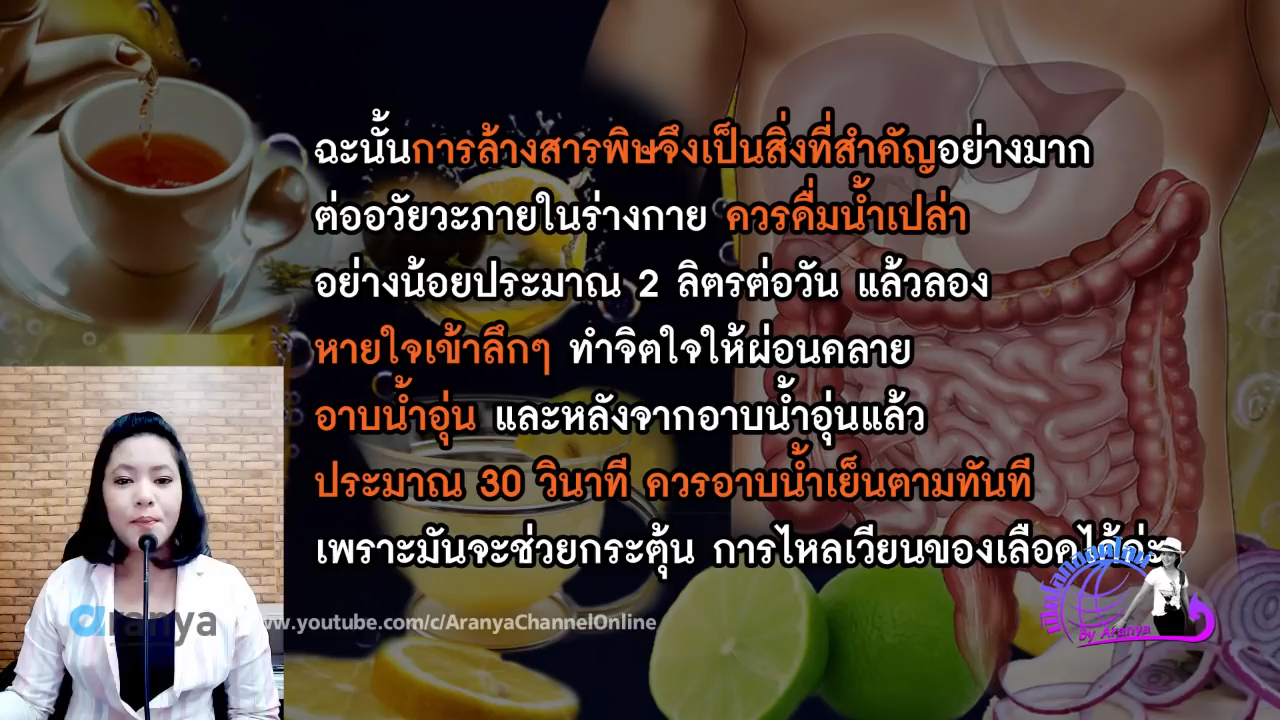 ฉะนั้นการล้างสารพิษจึงเป็นสิ่งที่สำคัญอย่างมาก
ต่ออวัยวะภายในร่างกาย ควรดื่มน้ำเปล่า
อย่างน้อยประมาณ 2 ลิตรต่อวัน แล้วลอง
หายใจเข้าลึกๆ ทำจิตใจให้ผ่อนคลาย
อาบน้ำอุ่น และหลังจากอาบน้ำอุ่นแล้ว
ประมาณ 30 วินาที ควรอาบน้ำเย็นตามทันที
เพราะมันจะช่วยกระตุ้น การไหลเวียนของเลือดได้ค่ะ
By Aranya
aranya
www.youtube.com/c/AranyaChannelOnline